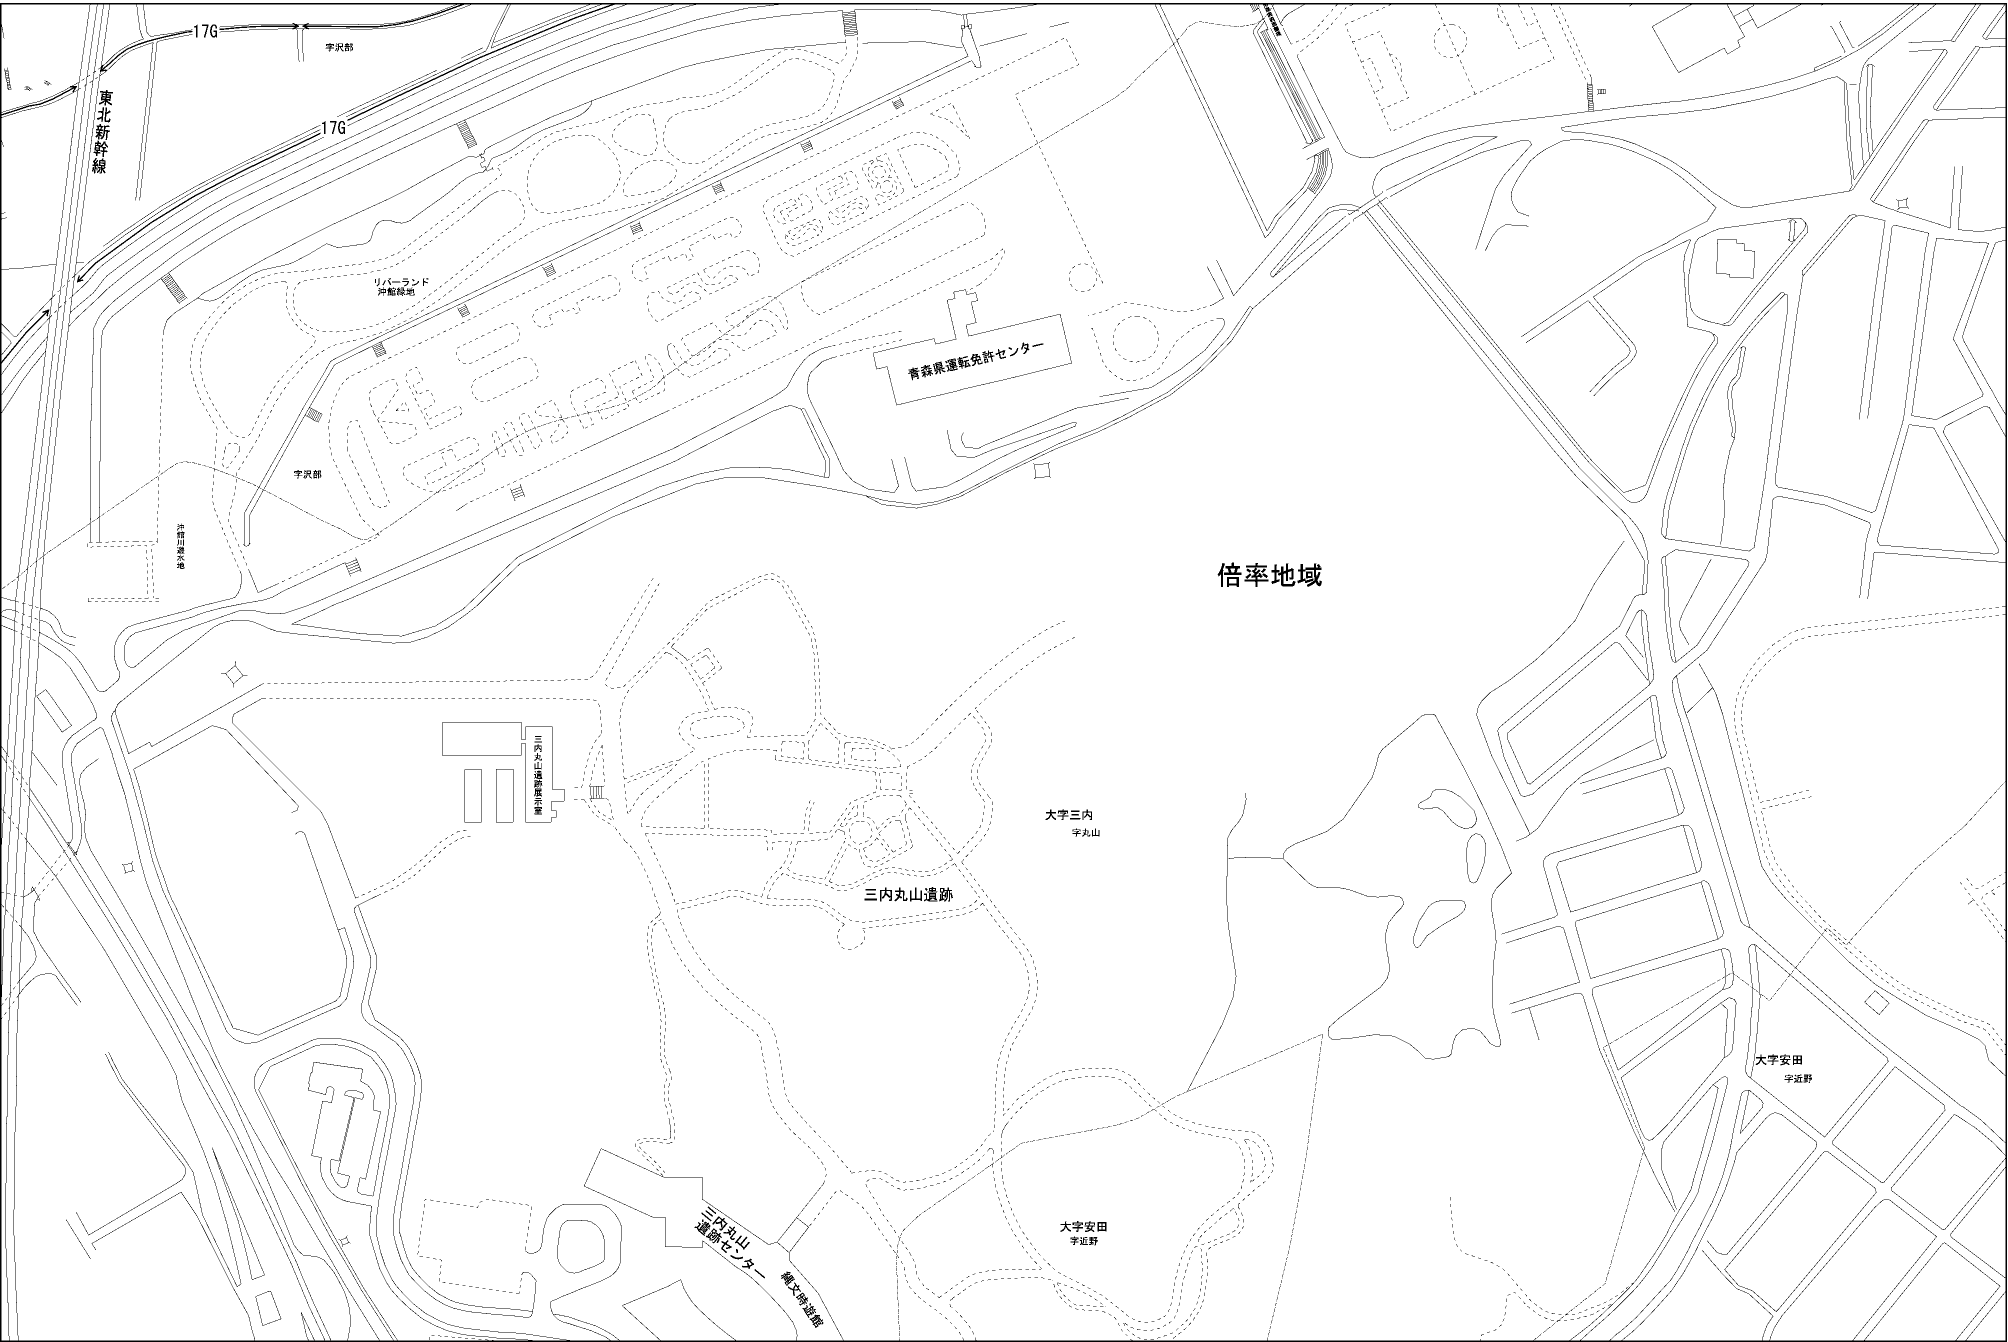 17G
字沢部
東北新幹線
17G
リバーランド
沖館緑地
青森県運転免許センター
字沢部
沖館川遊水地
倍率地域
三内丸山遺跡展示室
大字三内
字丸山
三内丸山遺跡
大字安田
字近野
三内丸山
遺跡センター
縄文時遊館
大字安田
字近野